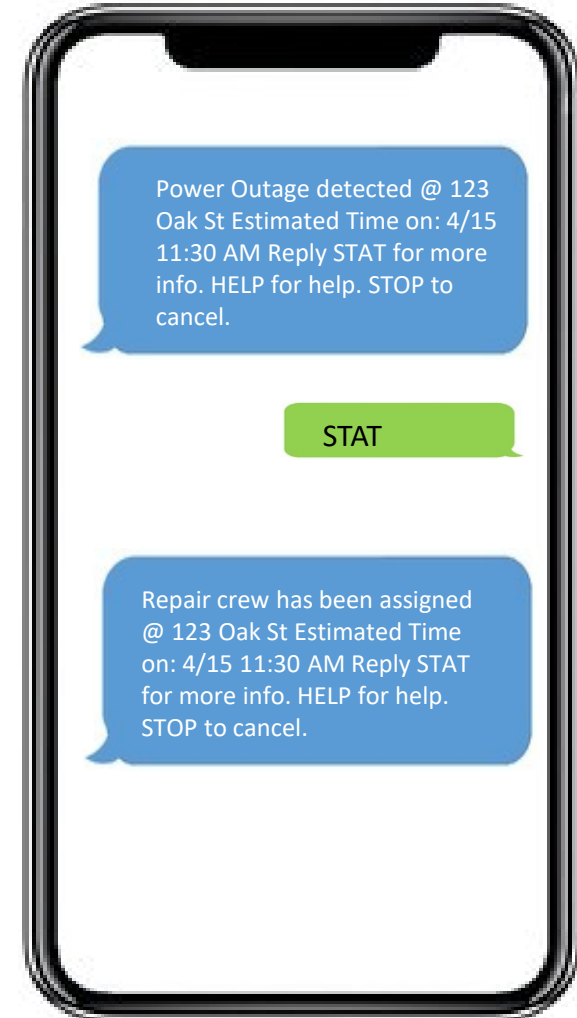 Power Outage detected @ 123
Oak St Estimated Time on: 4/15
11:30 AM Reply STAT for more
info. HELP for help. STOP to
cancel.
STAT
Repair crew has been assigned
@ 123 Oak St Estimated Time
on: 4/15 11:30 AM Reply STAT
for more info. HELP for help.
STOP to cancel.